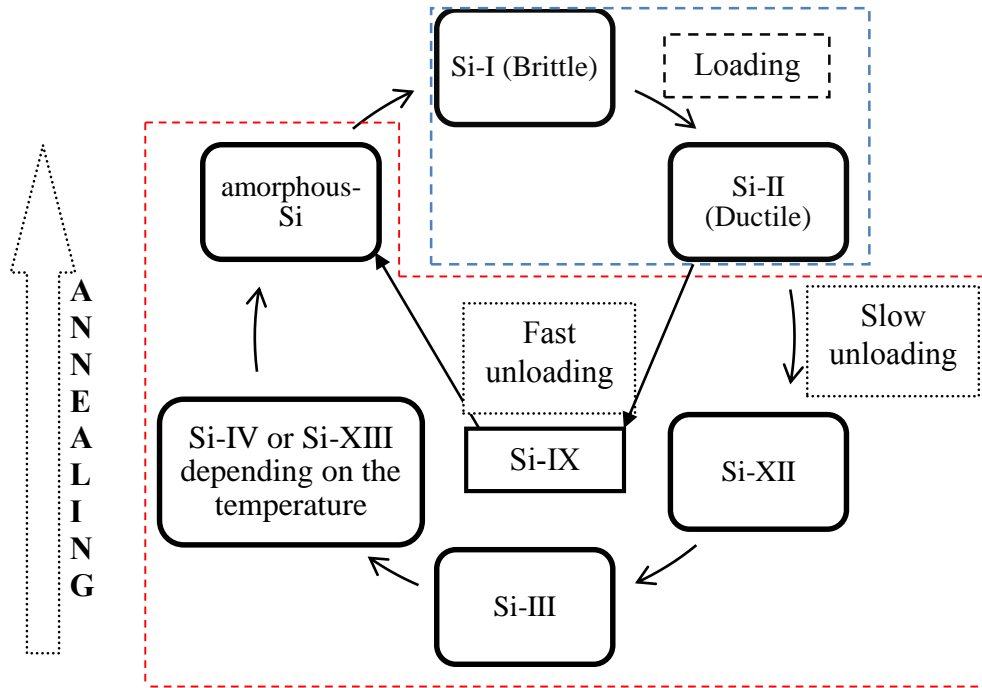 Si-I (Brittle)
Loading
amorphous-
Si
Si-II
(Ductile)
ANNEALING
Fast
unloading
Slow
unloading
Si-IV or Si-XIII
depending on the
temperature
Si-IX
Si-XII
Si-III